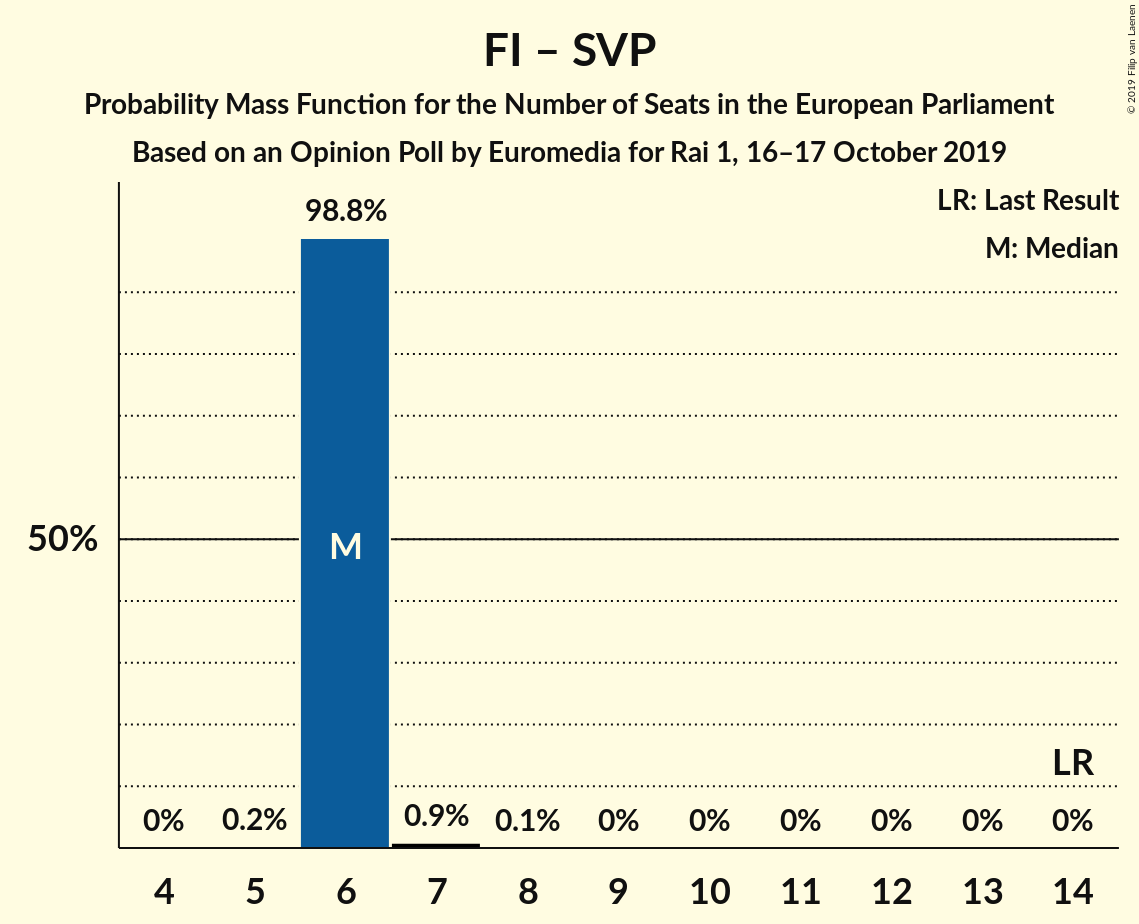 FI – SVP
Probability Mass Function for the Number of Seats in the European Parliament
Based on an Opinion Poll by Euromedia for Rai 1, 16–17 October 2019
© 2019 Filip van Laenen
LR: Last Result
M: Median
98.8%
50%
M
LR
0% 0.2% 0.9% 0.1% 0% 0% 0% 0% 0% 0%
4 5 6 7 8 9 10 11 12 13 14